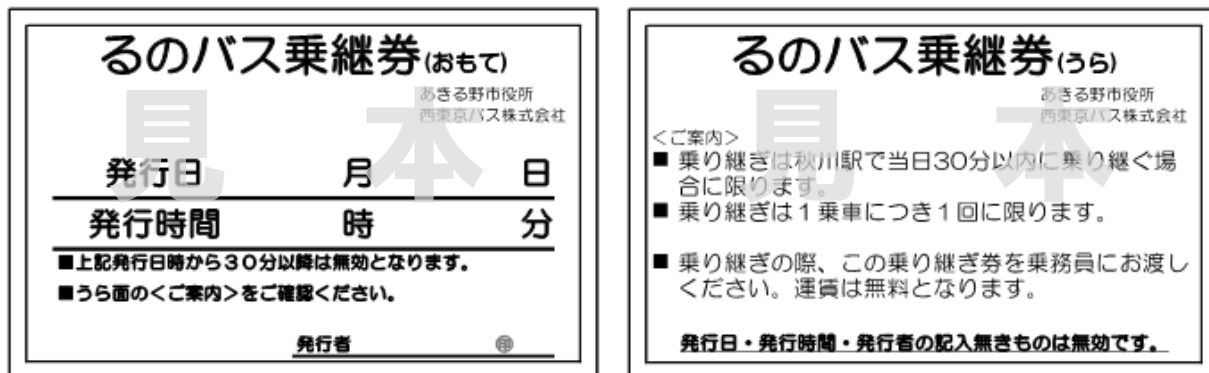 るのバス乗継券(おもて)
あきる野市役所
西東京バス株式会社
見 本
発行日 月 日
発行時間 時 分
■上記発行日時から30分以降は無効となります。
■うら面の<ご案内>をご確認ください。
発行者 ㊞
るのバス乗継券(うら)
あきる野市役所
西東京バス株式会社
見 本
<ご案内>
■ 乗り継ぎは秋川駅で当日30分以内に乗り継ぐ場
合に限ります。
■ 乗り継ぎは1乗車につき1回に限ります。
■ 乗り継ぎの際、この乗り継ぎ券を乗務員にお渡し
ください。運賃は無料となります。
発行日・発行時間・発行者の記入無きものは無効です。